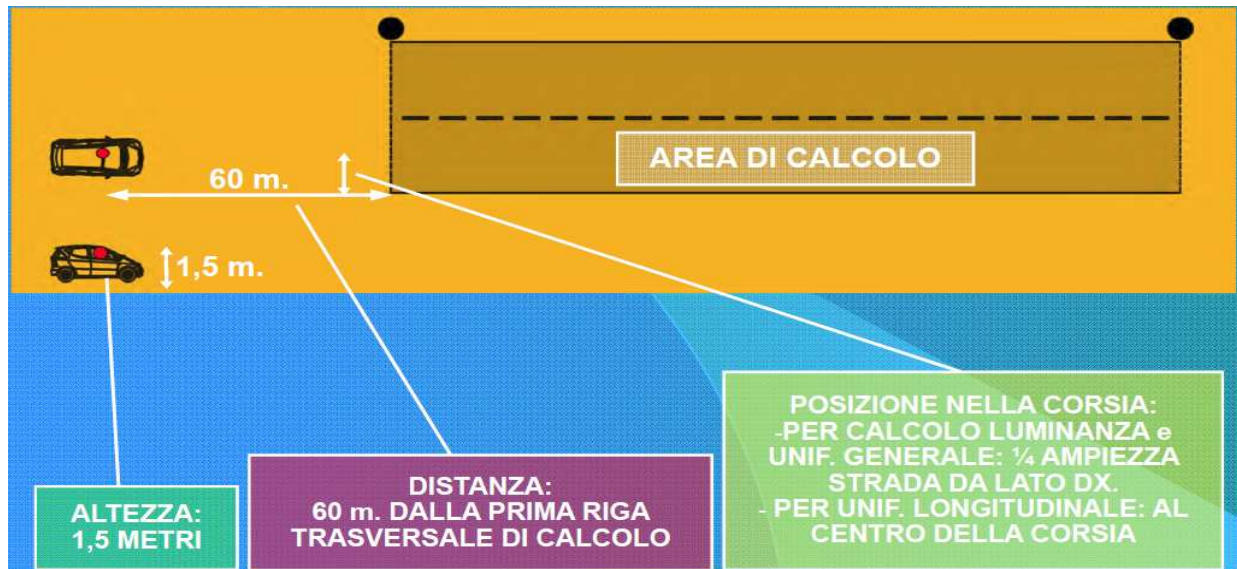 AREA DI CALCOLO
60 m.
1,5 m.
ALTEZZA:
1,5 METRI
DISTANZA:
60 m. DALLA PRIMA RIGA
TRASVERSALE DI CALCOLO
POSIZIONE NELLA CORSIA:
-PER CALCOLO LUMINANZA e
UNIF. GENERALE: ¼ AMPIEZZA
STRADA DA LATO DX.
- PER UNIF. LONGITUDINALE: AL
CENTRO DELLA CORSIA